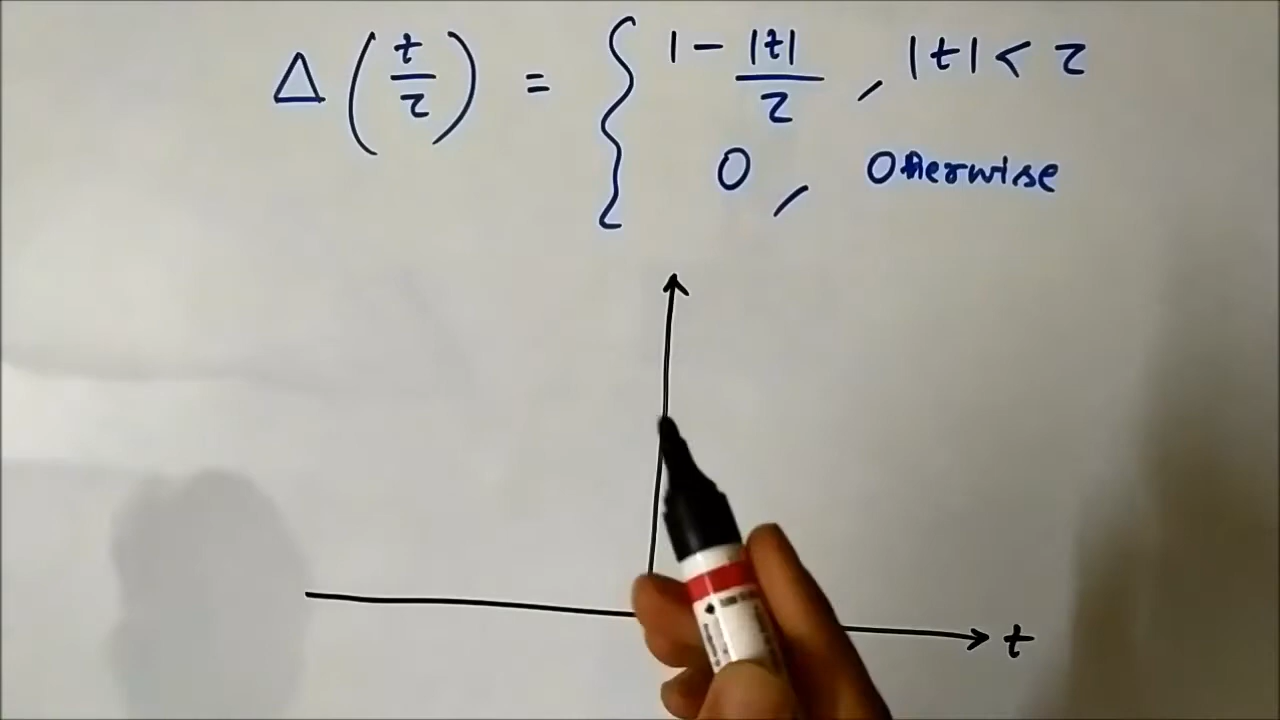 Δ(t/τ) = { 1 - |t|/τ , |t| < τ
0 , Otherwise
t